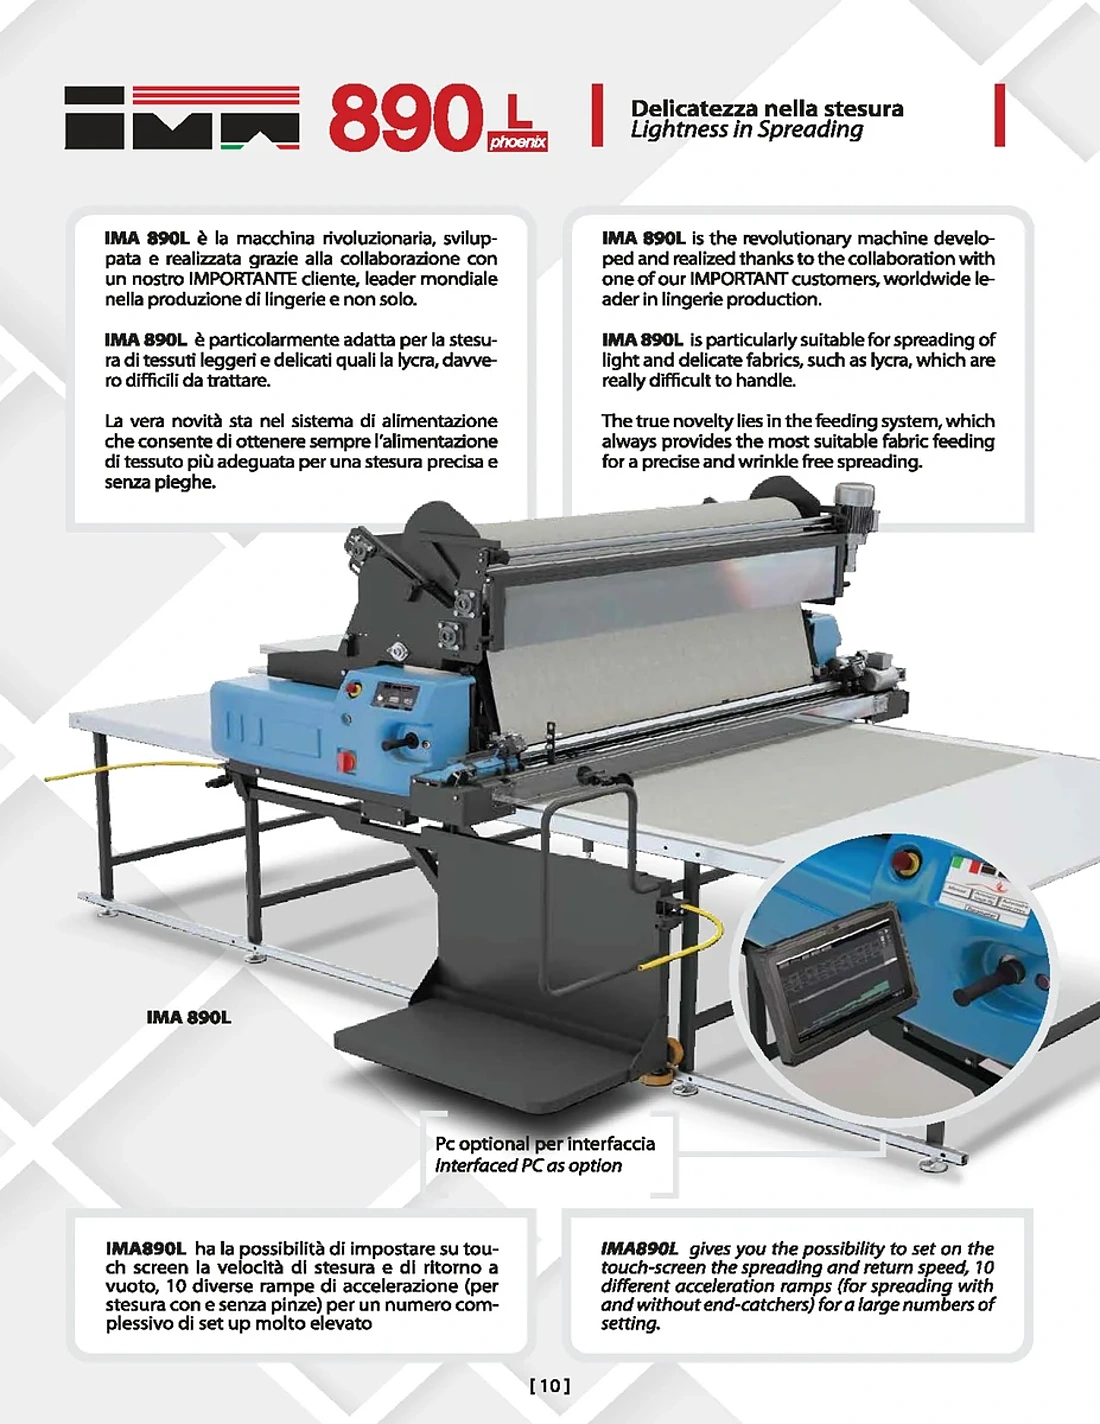 IMA 890 L
phoenix
Delicatezza nella stesura
Lightness in Spreading
IMA 890L è la macchina rivoluzionaria, svilup-
pata e realizzata grazie alla collaborazione con
un nostro IMPORTANTE cliente, leader mondiale
nella produzione di lingerie e non solo.
IMA 890L è particolarmente adatta per la stesu-
ra di tessuti leggeri e delicati quali la lycra, davve-
ro difficili da trattare.
La vera novità sta nel sistema di alimentazione
che consente di ottenere sempre l'alimentazione
di tessuto più adeguata per una stesura precisa e
senza pieghe.
IMA 890L is the revolutionary machine develo-
ped and realized thanks to the collaboration with
one of our IMPORTANT customers, worldwide le-
ader in lingerie production.
IMA 890L is particularly suitable for spreading of
light and delicate fabrics, such as lycra, which are
really difficult to handle.
The true novelty lies in the feeding system, which
always provides the most suitable fabric feeding
for a precise and wrinkle free spreading.
IMA 890L
Pc optional per interfaccia
Interfaced PC as option
IMA890L ha la possibilità di impostare su tou-
ch screen la velocità di stesura e di ritorno a
vuoto, 10 diverse rampe di accelerazione (per
stesura con e senza pinze) per un numero com-
plessivo di set up molto elevato
IMA890L gives you the possibility to set on the
touch-screen the spreading and return speed, 10
different acceleration ramps (for spreading with
and without end-catchers) for a large numbers of
setting.
[ 10 ]